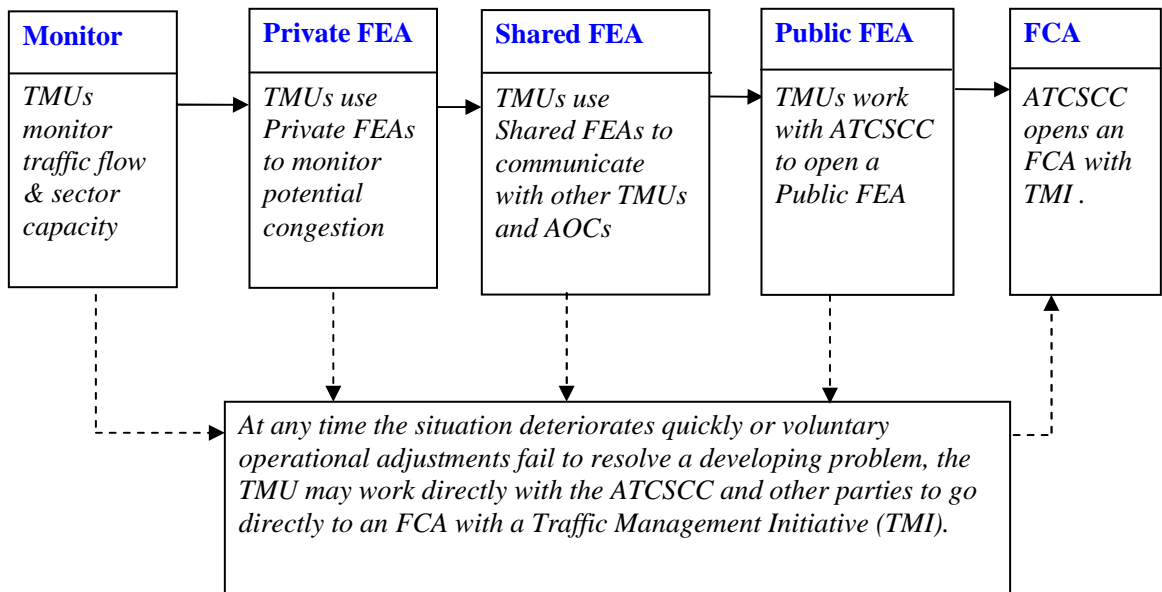 Monitor
TMUs
monitor
traffic flow
& sector
capacity
Private FEA
TMUs use
Private FEAs
to monitor
potential
congestion
Shared FEA
TMUs use
Shared FEAs to
communicate
with other TMUs
and AOCs
Public FEA
TMUs work
with ATCSCC
to open a
Public FEA
FCA
ATCSCC
opens an
FCA with
TMI .
At any time the situation deteriorates quickly or voluntary
operational adjustments fail to resolve a developing problem, the
TMU may work directly with the ATCSCC and other parties to go
directly to an FCA with a Traffic Management Initiative (TMI).